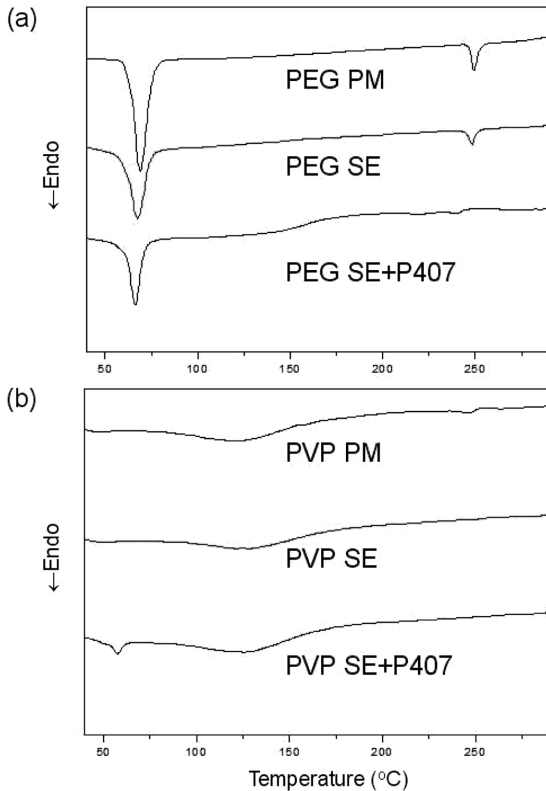 (a)
PEG PM
PEG SE
PEG SE+P407
←Endo
50 100 150 200 250
(b)
PVP PM
PVP SE
PVP SE+P407
←Endo
50 100 150 200 250
Temperature (°C)